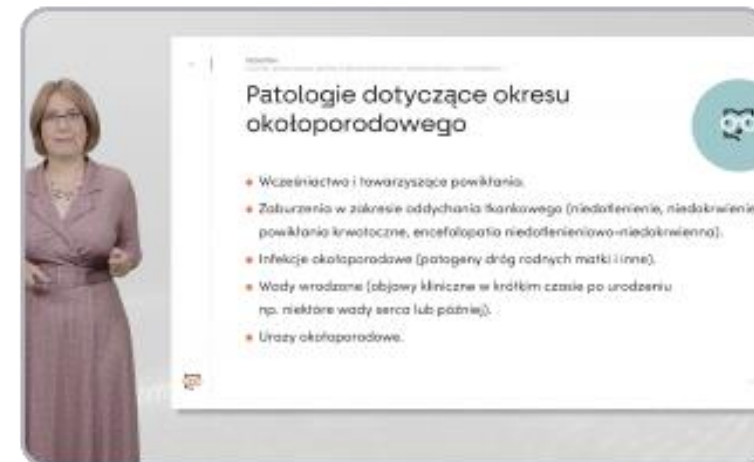 Patologie dotyczące okresu
okołoporodowego
Wcześniactwo i towarzyszące powikłania.
Zaburzenia w zakresie oddychania tkankowego (niedotlenienie, niedokrwienie
powikłania krwotoczne, encefalopatia niedotlenieniowo-niedokrwienna).
Infekcje okołoporodowe (patogeny dróg rodnych matki i inne).
Wady wrodzone (objawy kliniczne w krótkim czasie po urodzeniu
np. niektóre wady serca lub później).
Urazy okołoporodowe.